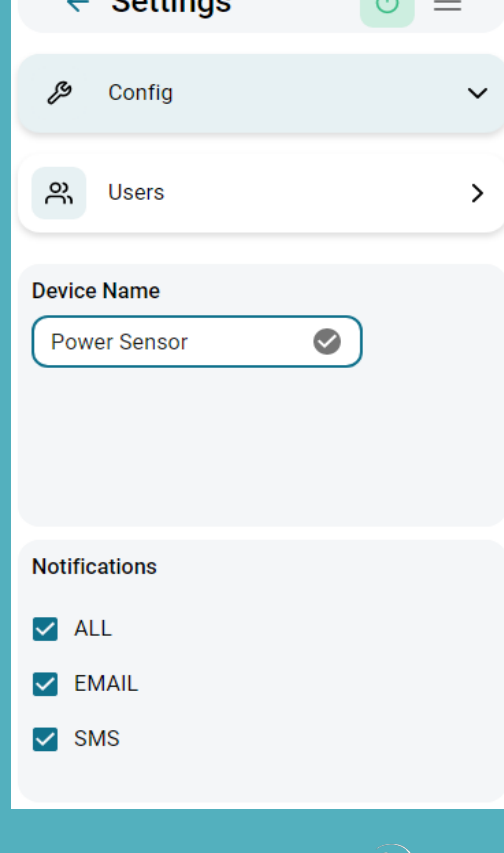 Settings
Config
Users
Device Name
Power Sensor
Notifications
ALL
EMAIL
SMS